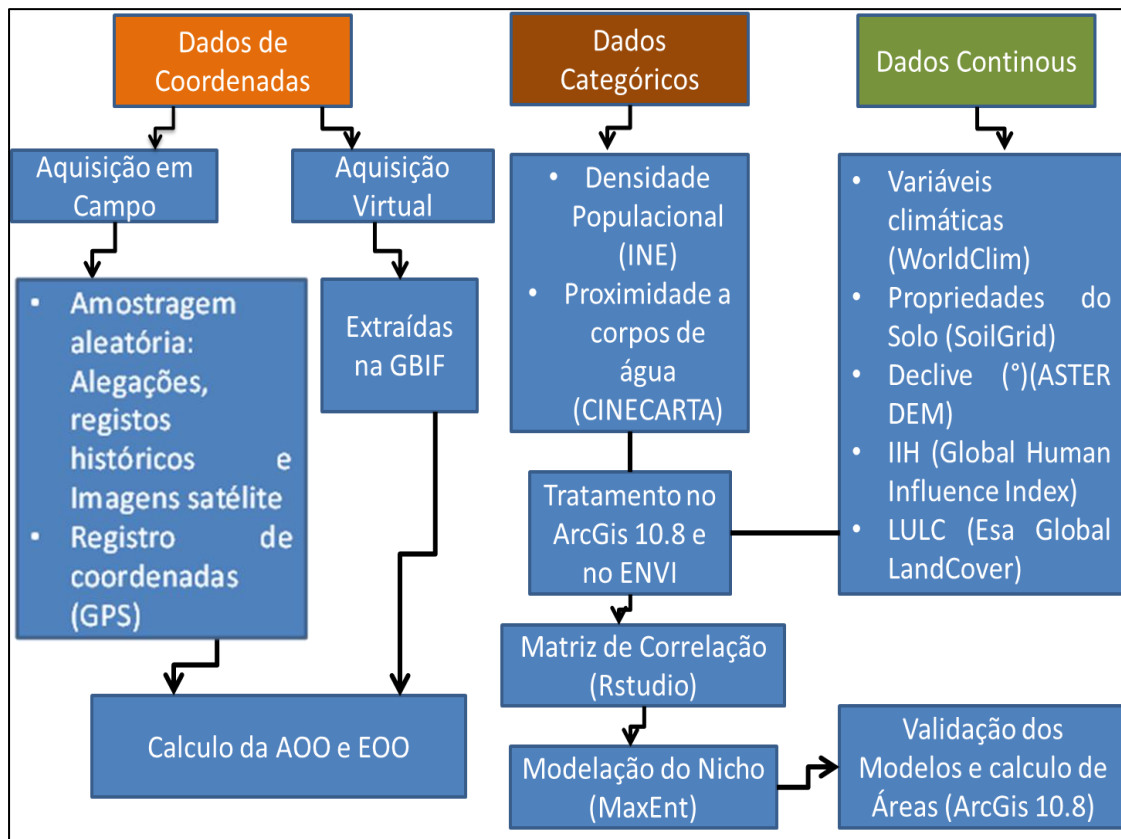 Dados de
Coordenadas
Dados
Categóricos
Dados Continous
Aquisição em
Campo
Aquisição
Virtual
• Amostragem
aleatória:
Alegações,
registos
históricos e
Imagens satélite
• Registro de
coordenadas
(GPS)
Extraídas
na GBIF
Calculo da AOO e EOO
• Densidade
Populacional
(INE)
• Proximidade a
corpos de
água
(CINECARTA)
• Variáveis
climáticas
(WorldClim)
• Propriedades do
Solo (SoilGrid)
• Declive (°)(ASTER
DEM)
• IIH (Global Human
Influence Index)
• LULC (Esa Global
LandCover)
Tratamento no
ArcGis 10.8 e
no ENVI
Matriz de Correlação
(Rstudio)
Modelação do Nicho
(MaxEnt)
Validação dos
Modelos e calculo de
Áreas (ArcGis 10.8)